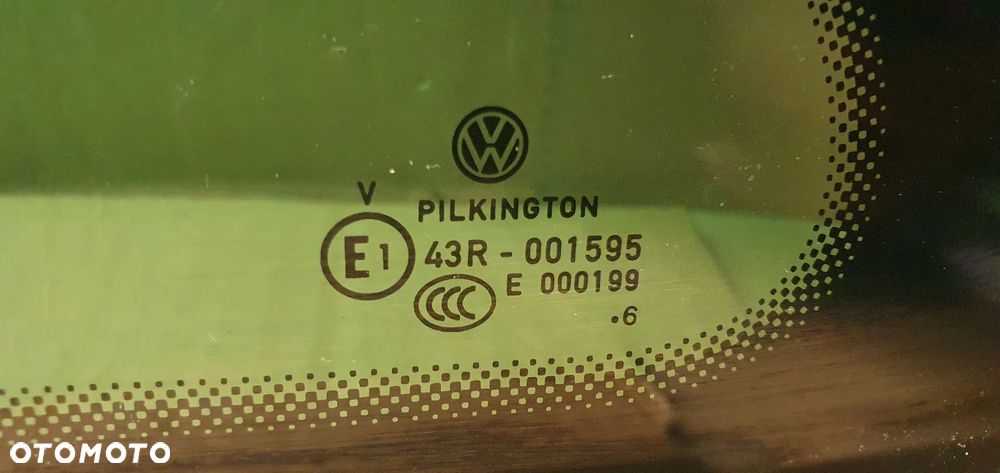 V
PILKINGTON
E1 43R - 001595
CCC E 000199
.6
OTOMOTO